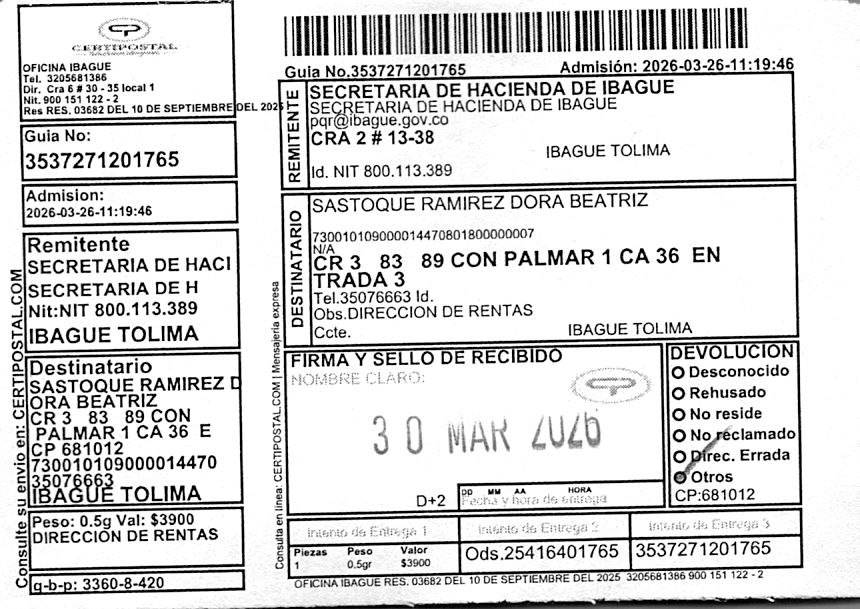 CERTIPOSTAL
OFICINA IBAGUE
Tel. 3205681386
Dir. Cra 6 # 30 - 35 local 1
Nit. 900 151 122 - 2
Res RES. 03682 DEL 10 DE SEPTIEMBRE DEL 2025
Guia No:
3537271201765
Admision:
2026-03-26-11:19:46
Remitente
SECRETARIA DE HACI
SECRETARIA DE H
Nit:NIT 800.113.389
IBAGUE TOLIMA
Destinatario
SASTOQUE RAMIREZ D
ORA BEATRIZ
CR 3 83 89 CON
PALMAR 1 CA 36 E
CP 681012
730010109000014470
35076663
IBAGUE TOLIMA
Peso: 0.5g Val: $3900
DIRECCION DE RENTAS
g-b-p: 3360-8-420
Consulte su envio en: CERTIPOSTAL.COM
Guia No.3537271201765
Admisión: 2026-03-26-11:19:46
REMITENTE
SECRETARIA DE HACIENDA DE IBAGUE
SECRETARIA DE HACIENDA DE IBAGUE
pqr@ibague.gov.co
CRA 2 # 13-38
IBAGUE TOLIMA
Id. NIT 800.113.389
DESTINATARIO
SASTOQUE RAMIREZ DORA BEATRIZ
730010109000014470801800000007
N/A
CR 3 83 89 CON PALMAR 1 CA 36 EN
TRADA 3
Tel.35076663 Id.
Obs.DIRECCION DE RENTAS
Ccte.
IBAGUE TOLIMA
Consulta en línea: CERTIPOSTAL.COM | Mensajería expresa
FIRMA Y SELLO DE RECIBIDO
NOMBRE CLARO:
30 MAR 2026
D+2
DD MM AA HORA
Fecha y hora de entrega
DEVOLUCIÓN
Desconocido
Rehusado
No reside
No reclamado
Direc. Errada
Otros
CP:681012
Intento de Entrega 1
Intento de Entrega 2
Intento de Entrega 3
Piezas Peso Valor
1 0.5gr $3900
Ods.25416401765
3537271201765
OFICINA IBAGUE RES. 03682 DEL 10 DE SEPTIEMBRE DEL 2025 3205681386 900 151 122 - 2